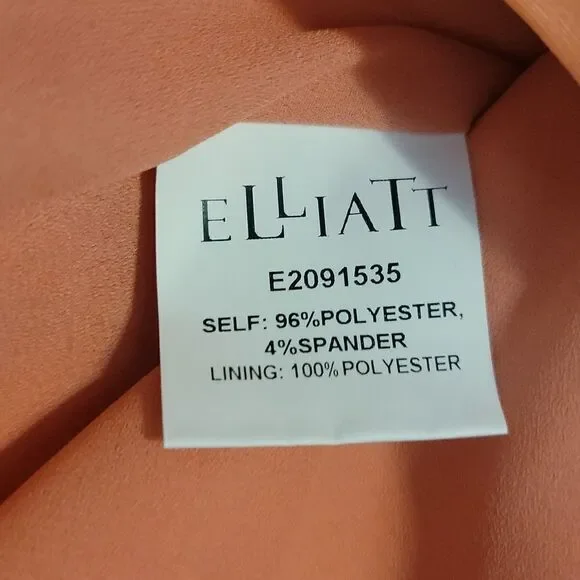 ELLIATT
E2091535
SELF: 96%POLYESTER,
4%SPANDER
LINING: 100%POLYESTER